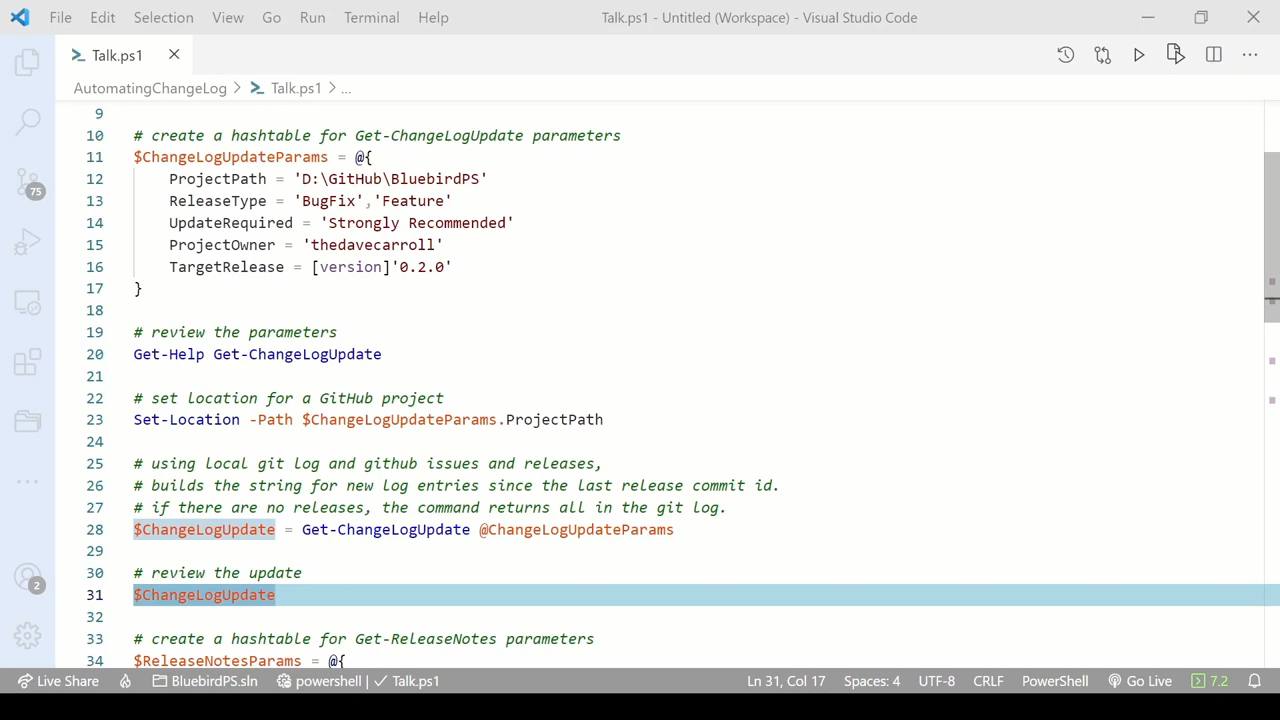 File Edit Selection View Go Run Terminal Help Talk.ps1 - Untitled (Workspace) - Visual Studio Code
Talk.ps1
AutomatingChangeLog > Talk.ps1 > ...
9
10 # create a hashtable for Get-ChangeLogUpdate parameters
11 $ChangeLogUpdateParams = @{
12 ProjectPath = 'D:\GitHub\BluebirdPS'
13 ReleaseType = 'BugFix','Feature'
14 UpdateRequired = 'Strongly Recommended'
15 ProjectOwner = 'thedavecarroll'
16 TargetRelease = [version]'0.2.0'
17 }
18
19 # review the parameters
20 Get-Help Get-ChangeLogUpdate
21
22 # set location for a GitHub project
23 Set-Location -Path $ChangeLogUpdateParams.ProjectPath
24
25 # using local git log and github issues and releases,
26 # builds the string for new log entries since the last release commit id.
27 # if there are no releases, the command returns all in the git log.
28 $ChangeLogUpdate = Get-ChangeLogUpdate @ChangeLogUpdateParams
29
30 # review the update
31 $ChangeLogUpdate
32
33 # create a hashtable for Get-ReleaseNotes parameters
34 $ReleaseNotesParams = @{
75
2
Live Share BluebirdPS.sln powershell | Talk.ps1 Ln 31, Col 17 Spaces: 4 UTF-8 CRLF PowerShell Go Live 7.2